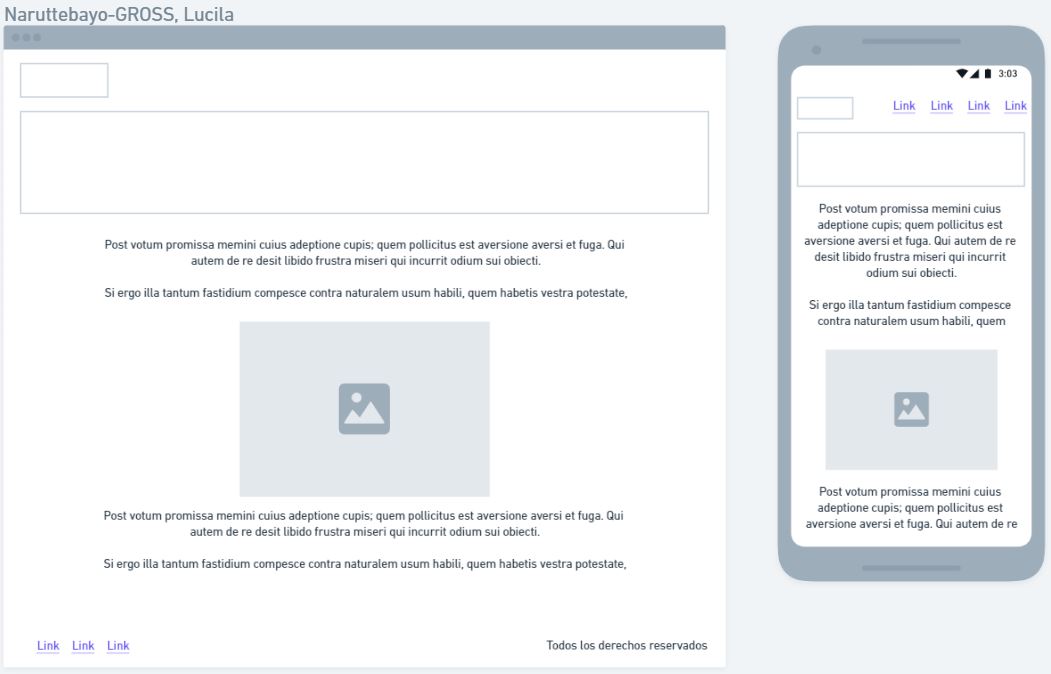 Naruttebayo-GROSS, Lucila
Post votum promissa memini cuius adeptione cupis; quem pollicitus est aversione aversi et fuga. Qui
autem de re desit libido frustra miseri qui incurrit odium sui obiecti.
Si ergo illa tantum fastidium compesce contra naturalem usum habili, quem habetis vestra potestate,
Post votum promissa memini cuius adeptione cupis; quem pollicitus est aversione aversi et fuga. Qui
autem de re desit libido frustra miseri qui incurrit odium sui obiecti.
Si ergo illa tantum fastidium compesce contra naturalem usum habili, quem habetis vestra potestate,
Link Link Link
Todos los derechos reservados
3:03
Link Link Link Link
Post votum promissa memini cuius
adeptione cupis; quem pollicitus est
aversione aversi et fuga. Qui autem de re
desit libido frustra miseri qui incurrit
odium sui obiecti.
Si ergo illa tantum fastidium compesce
contra naturalem usum habili, quem
Post votum promissa memini cuius
adeptione cupis; quem pollicitus est
aversione aversi et fuga. Qui autem de re